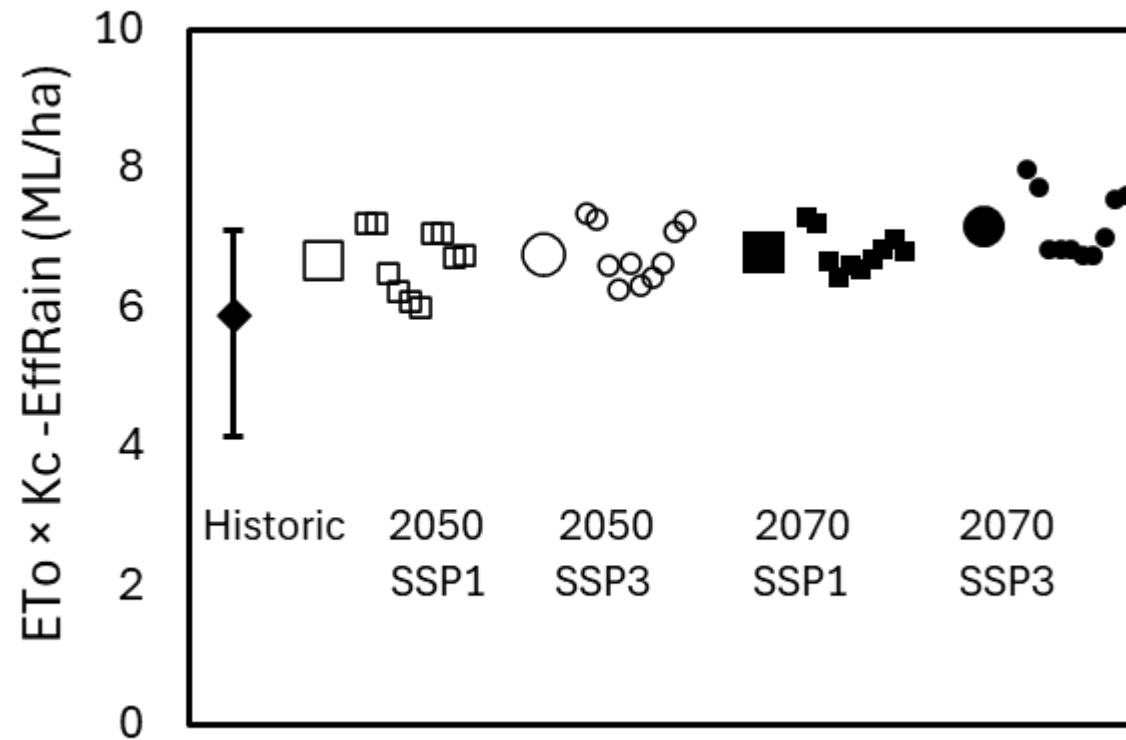 10
8
6
4
2
0
ETo × Kc -EffRain (ML/ha)
Historic
2050
SSP1
2050
SSP3
2070
SSP1
2070
SSP3